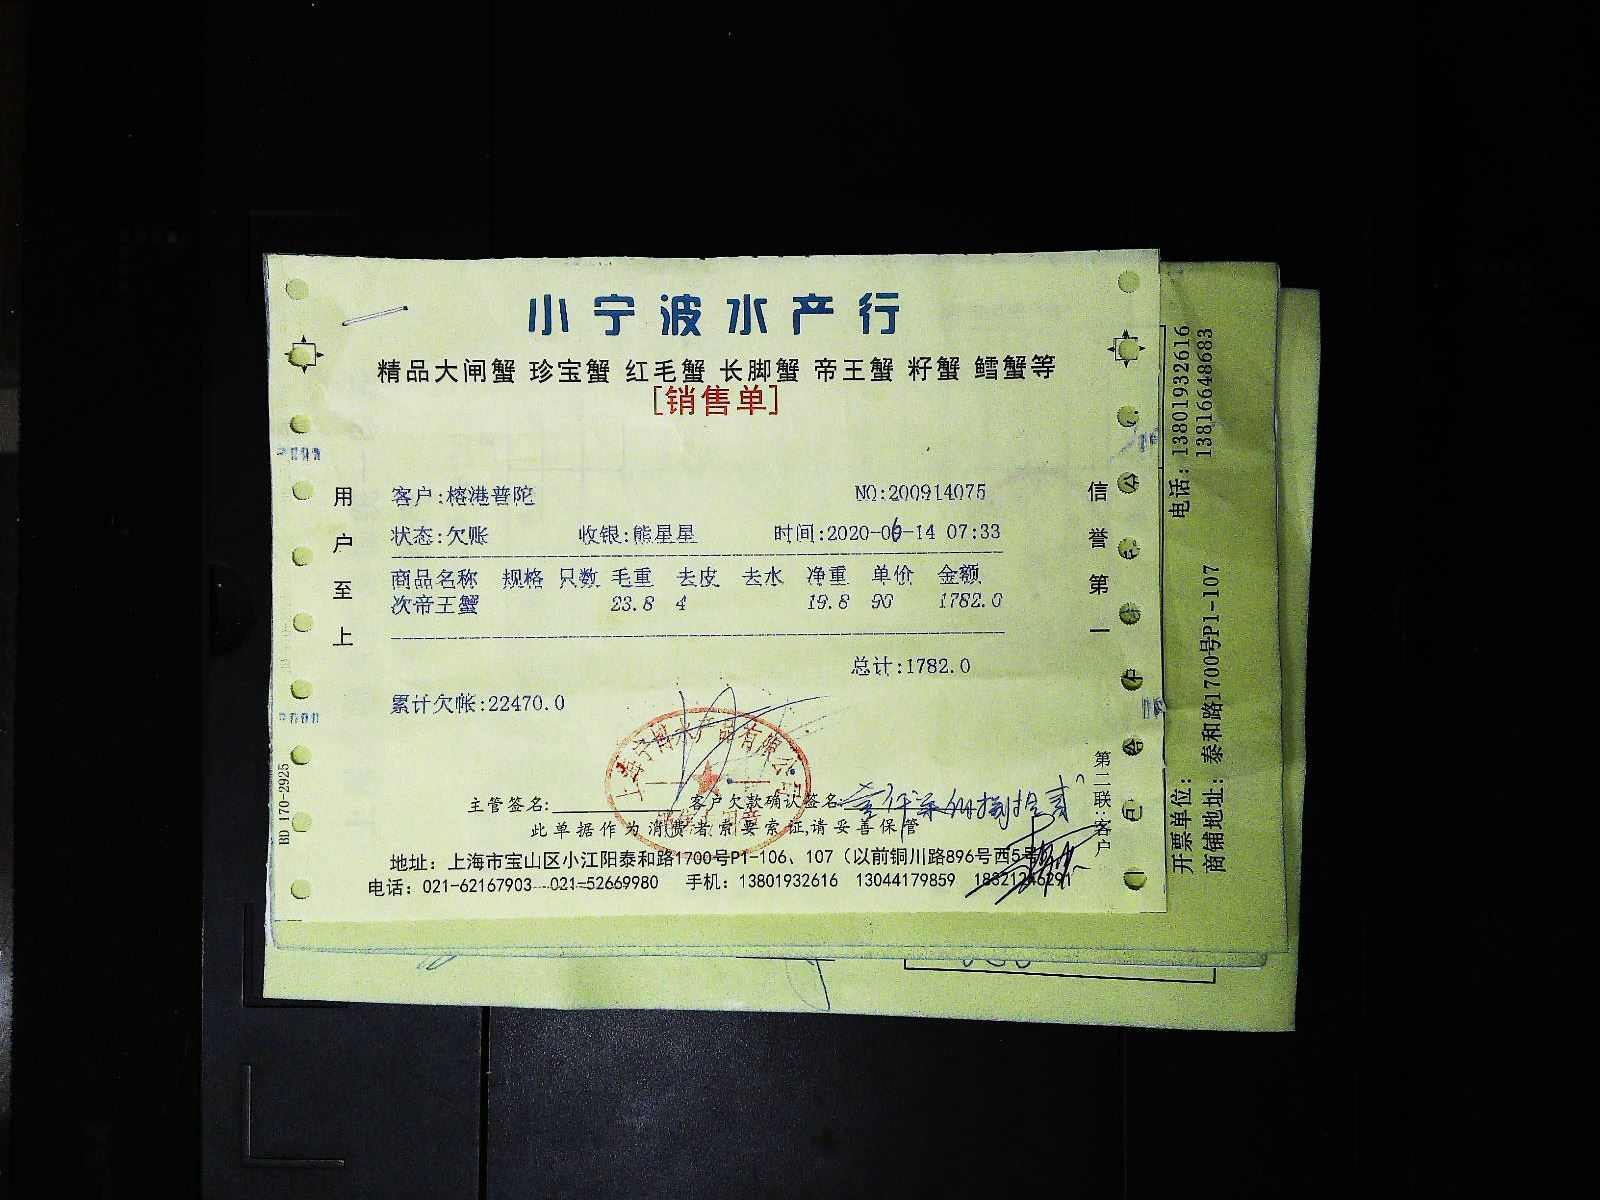 小宁波水产行
精品大闸蟹 珍宝蟹 红毛蟹 长脚蟹 帝王蟹 籽蟹 鳕蟹等
[销售单]
用户至上
信誉第一
客户:榕港普陀 NO:200914075
状态:欠账 收银:熊星星 时间:2020-06-14 07:33
商品名称 规格 只数 毛重 去皮 去水 净重 单价 金额
次帝王蟹 23.8 4 19.8 90 1782.0
总计:1782.0
累计欠帐:22470.0
主管签名: 客户欠款确认签名: 壹仟柒佰捌拾贰
此单据作为消费者索要索证,请妥善保管
地址：上海市宝山区小江阳泰和路1700号P1-106、107（以前铜川路896号西5号）
电话：021-62167903 021-52669980 手机：13801932616 13044179859 18321246291
第二联:客户
BD 170-2925
开票单位：
商铺地址：泰和路1700号P1-107
电话：13801932616
13816648683